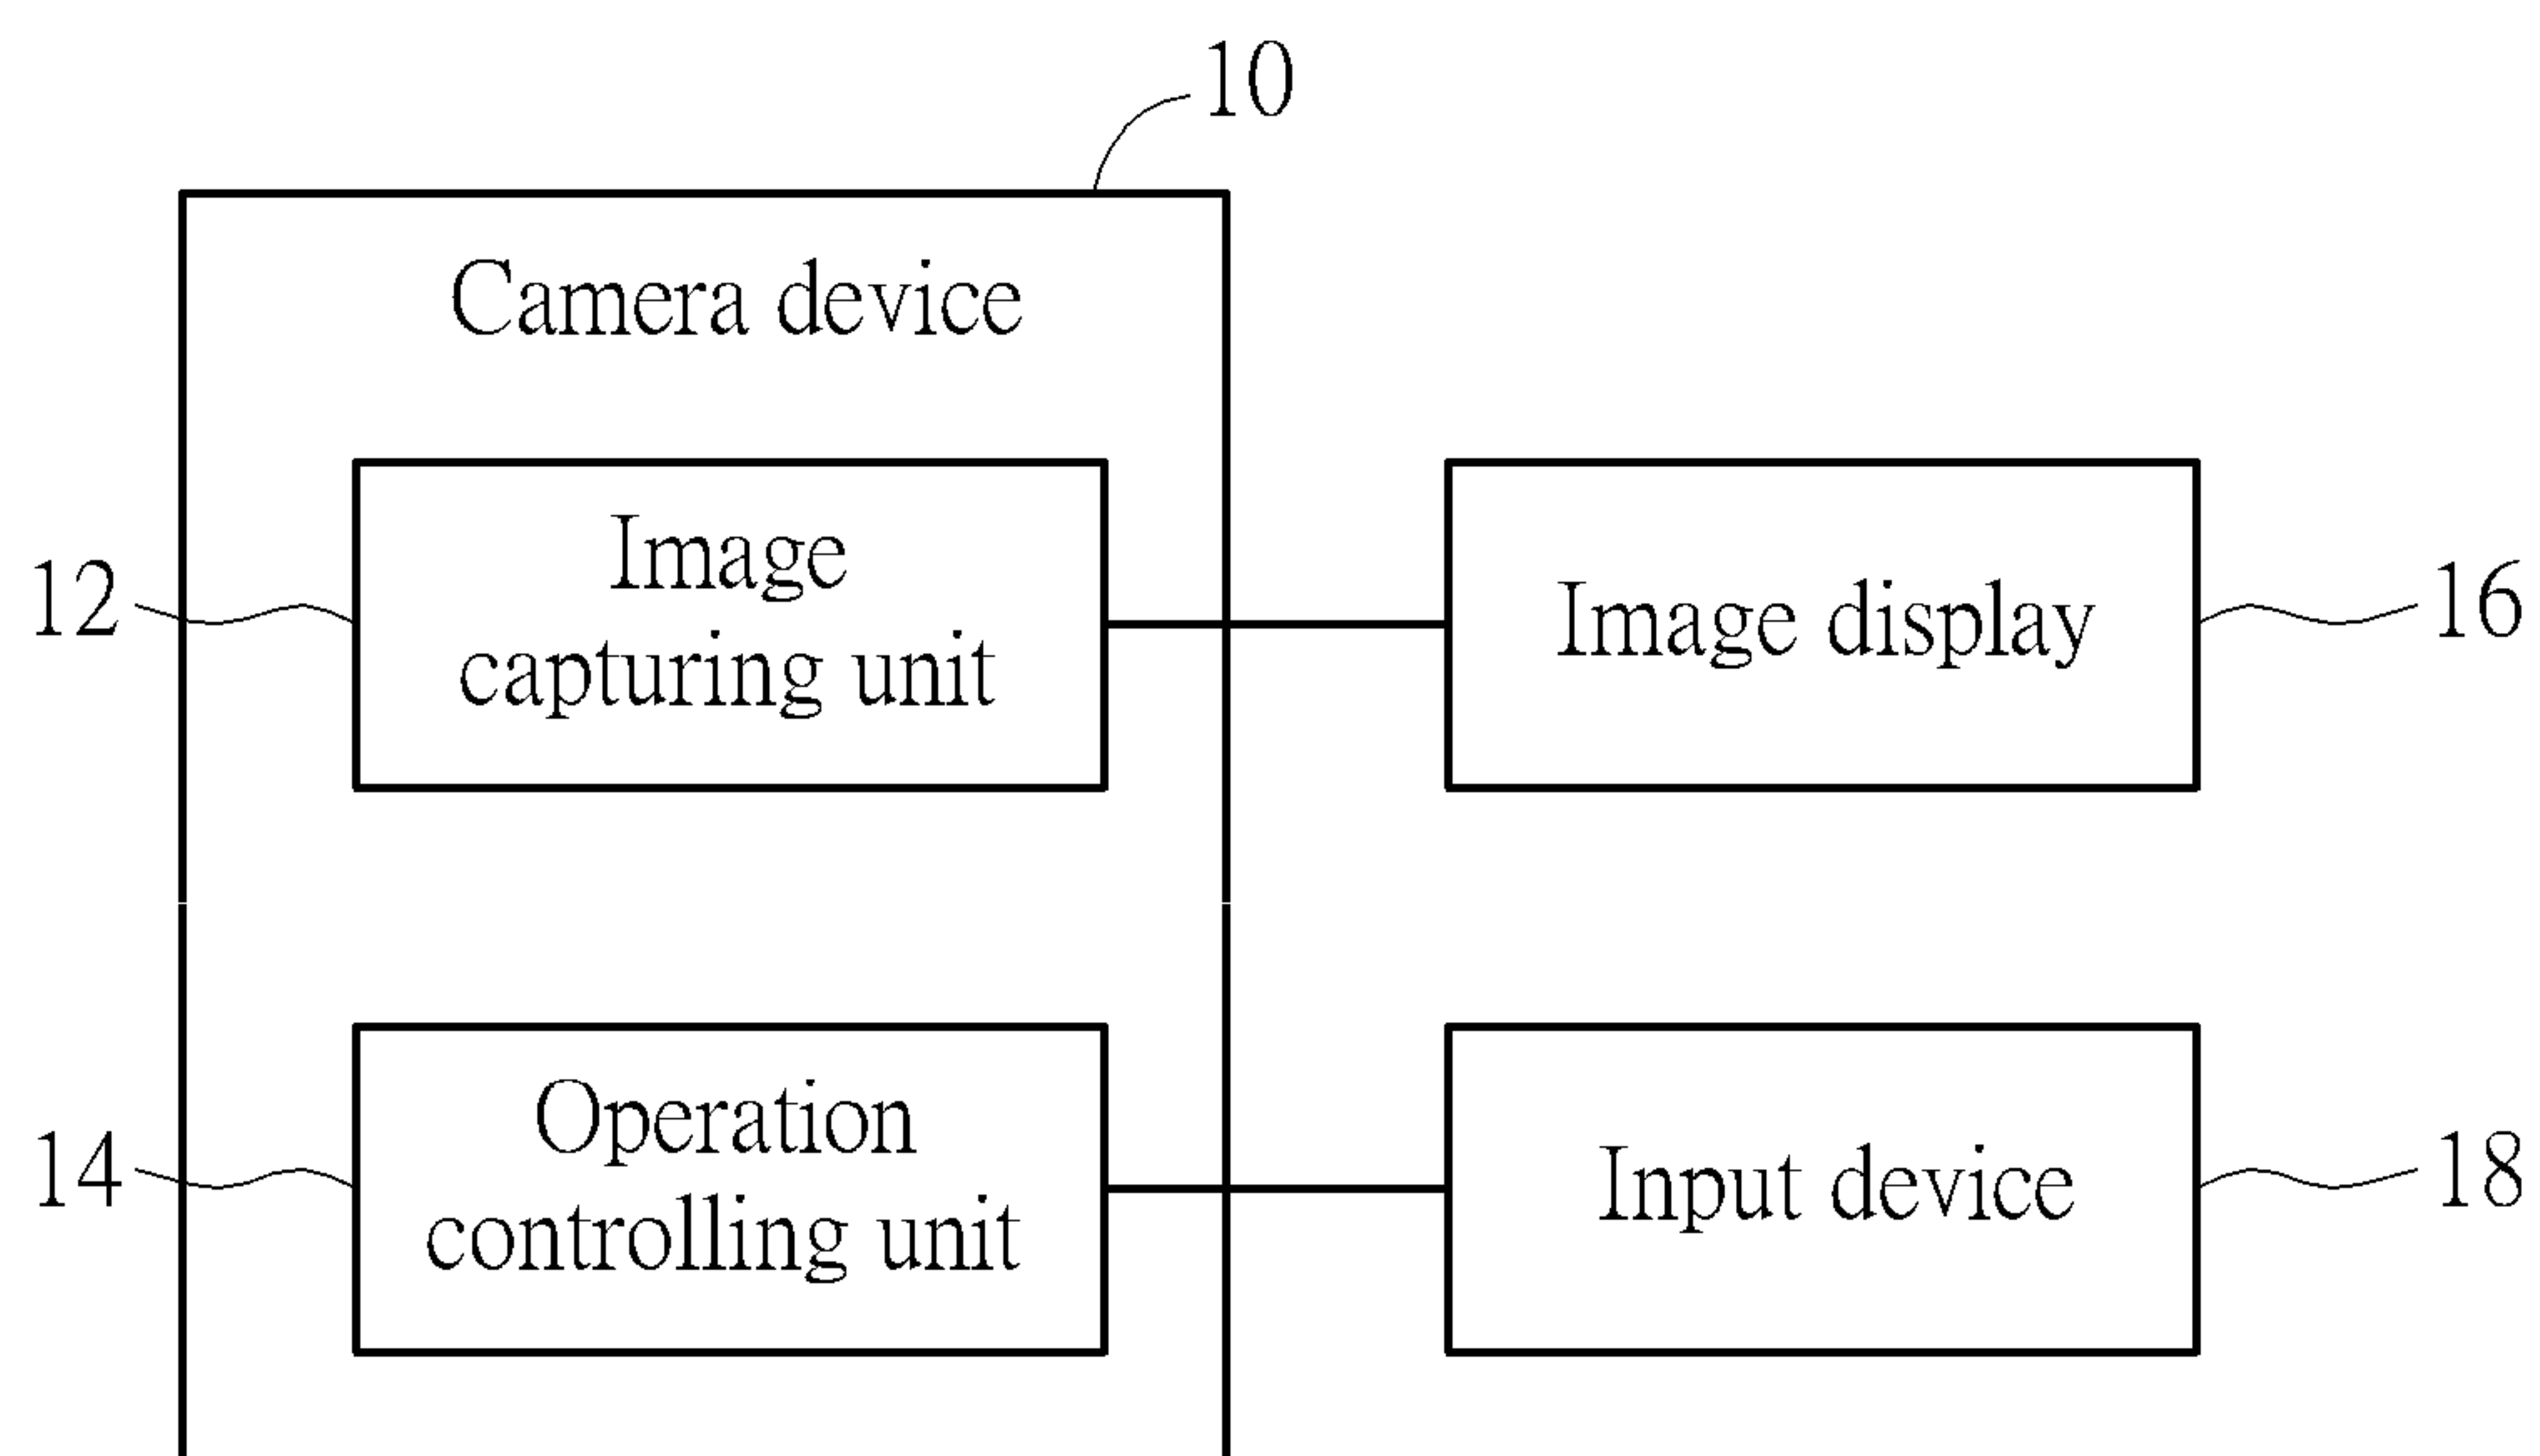 10
Camera device
Image
capturing unit
12
Image display
16
Operation
controlling unit
14
Input device
18